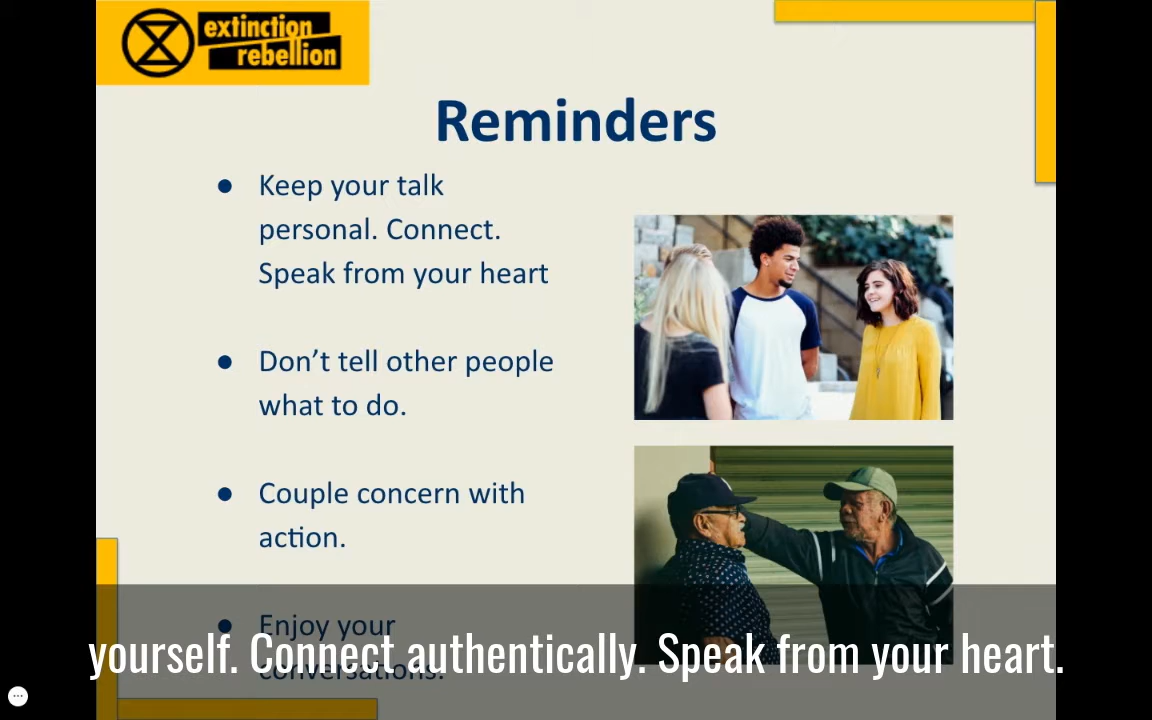 extinction
rebellion
Reminders
● Keep your talk
personal. Connect.
Speak from your heart
● Don’t tell other people
what to do.
● Couple concern with
action.
● Enjoy your
conversations.
yourself. Connect authentically. Speak from your heart.